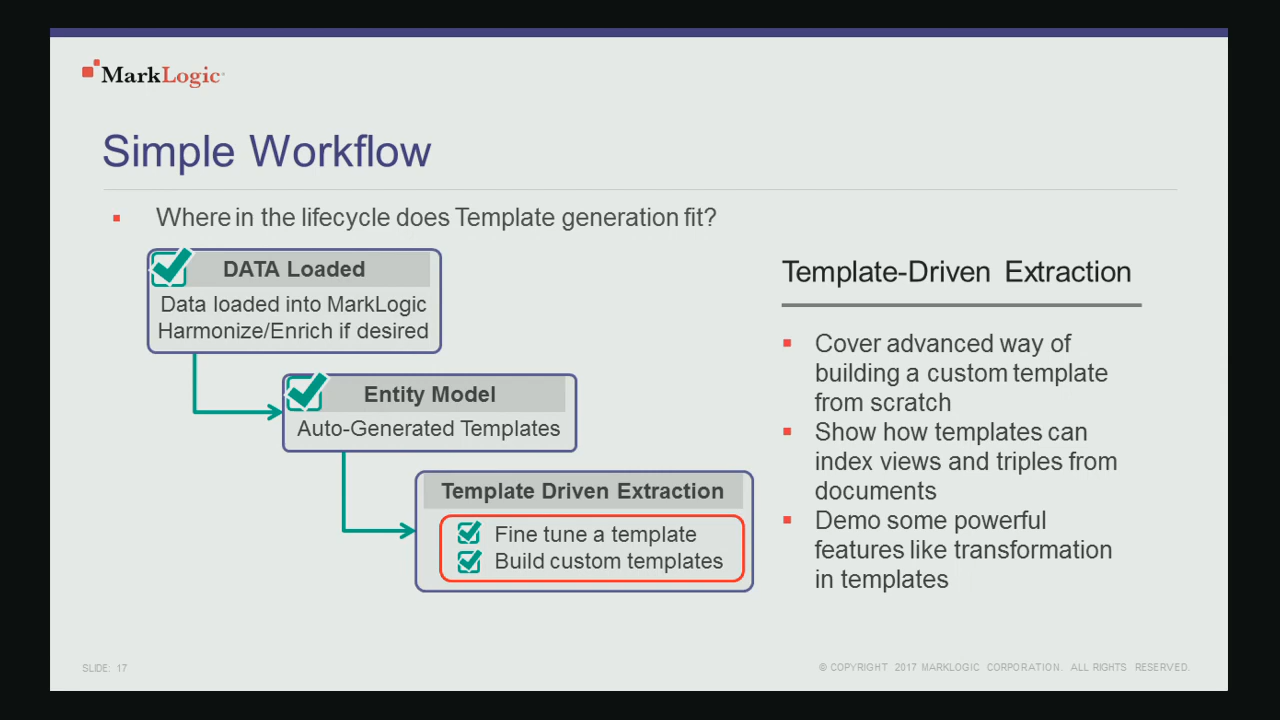 MarkLogic
Simple Workflow
Where in the lifecycle does Template generation fit?
DATA Loaded
Data loaded into MarkLogic
Harmonize/Enrich if desired
Entity Model
Auto-Generated Templates
Template Driven Extraction
Fine tune a template
Build custom templates
Template-Driven Extraction
Cover advanced way of
building a custom template
from scratch
Show how templates can
index views and triples from
documents
Demo some powerful
features like transformation
in templates
SLIDE: 17
© COPYRIGHT 2017 MARKLOGIC CORPORATION. ALL RIGHTS RESERVED.